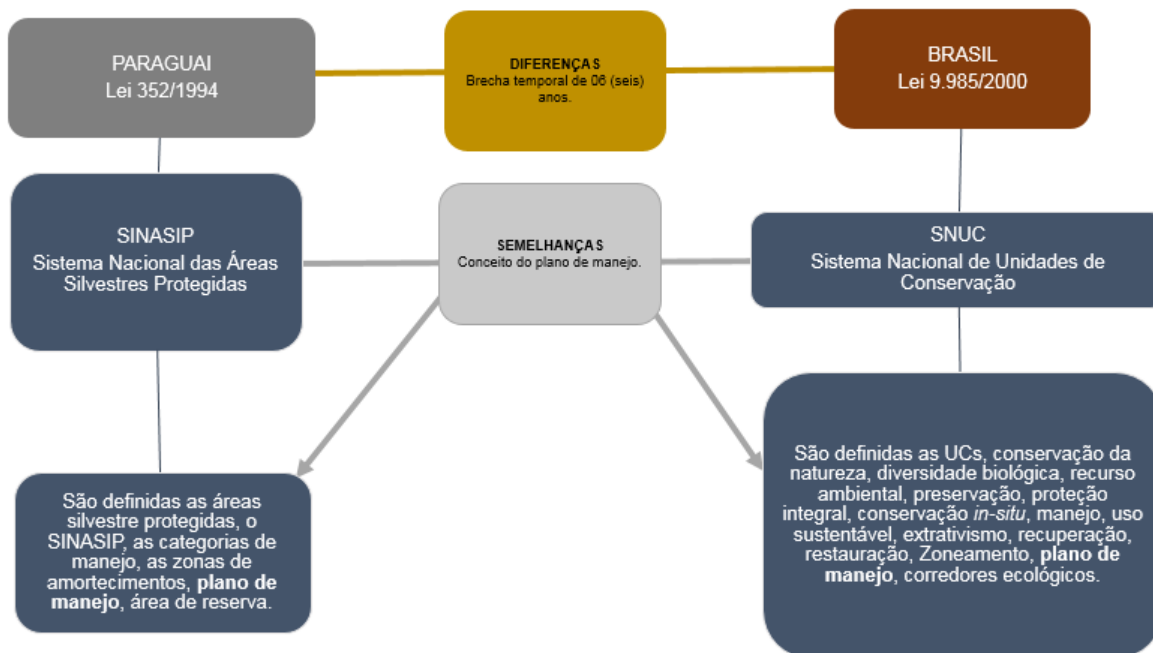 PARAGUAI
Lei 352/1994
DIFERENÇAS
Brecha temporal de 06 (seis)
anos.
BRASIL
Lei 9.985/2000
SINASIP
Sistema Nacional das Áreas
Silvestres Protegidas
SEMELHANÇAS
Conceito do plano de manejo.
SNUC
Sistema Nacional de Unidades de
Conservação
São definidas as áreas
silvestre protegidas, o
SINASIP, as categorias de
manejo, as zonas de
amortecimentos, plano de
manejo, área de reserva.
São definidas as UCs, conservação da
natureza, diversidade biológica, recurso
ambiental, preservação, proteção
integral, conservação in-situ, manejo, uso
sustentável, extrativismo, recuperação,
restauração, Zoneamento, plano de
manejo, corredores ecológicos.